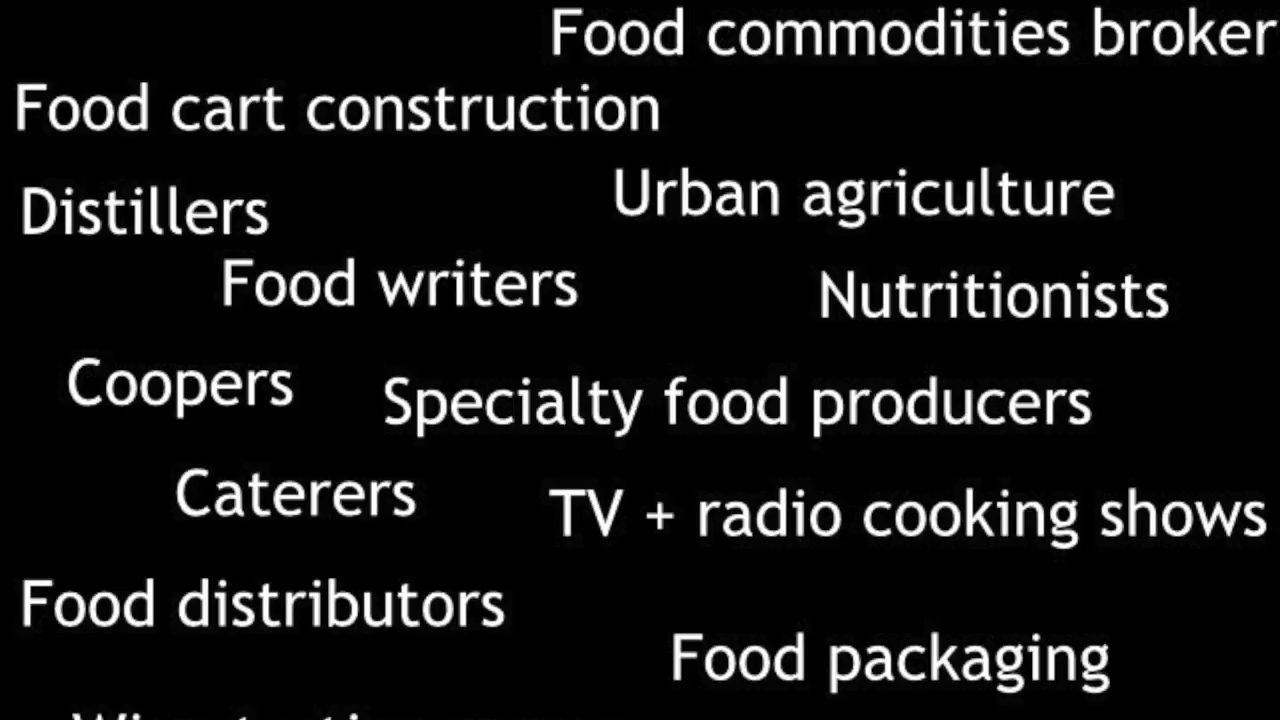 Food commodities broker
Food cart construction
Urban agriculture
Distillers
Food writers
Nutritionists
Coopers
Specialty food producers
Caterers
TV + radio cooking shows
Food distributors
Food packaging